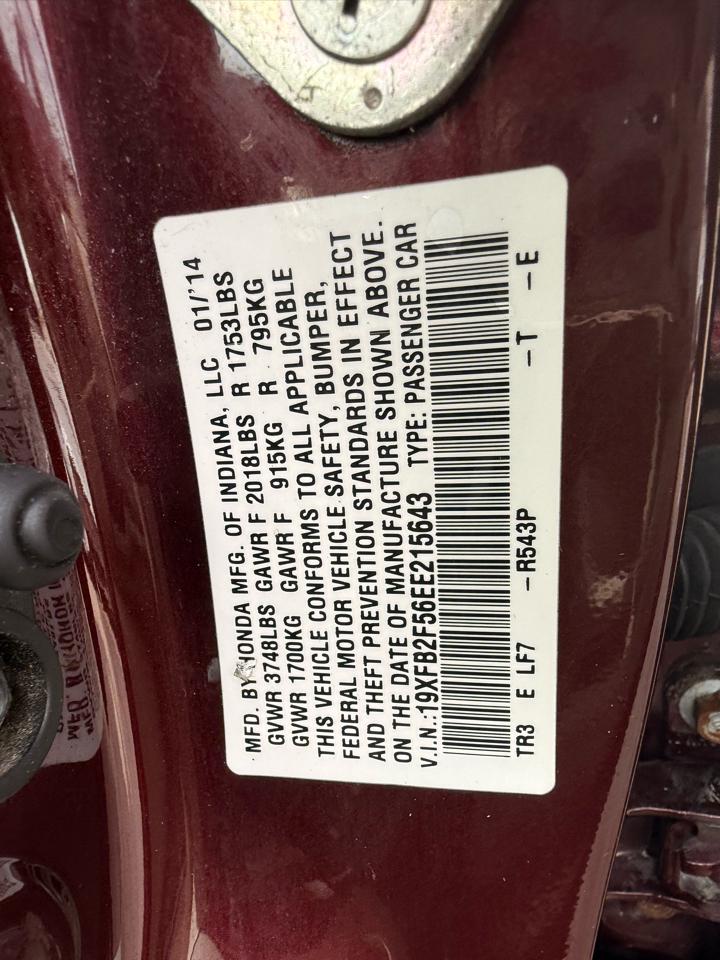 MFD. BY HONDA MFG. OF INDIANA, LLC 01/'14
GVWR 3748LBS GAWR F 2018LBS R 1753LBS
GVWR 1700KG GAWR F 915KG R 795KG
THIS VEHICLE CONFORMS TO ALL APPLICABLE
FEDERAL MOTOR VEHICLE SAFETY, BUMPER,
AND THEFT PREVENTION STANDARDS IN EFFECT
ON THE DATE OF MANUFACTURE SHOWN ABOVE.
V.I.N.:19XFB2F56EE215643 TYPE: PASSENGER CAR
TR3 E LF7 -R543P -T -E